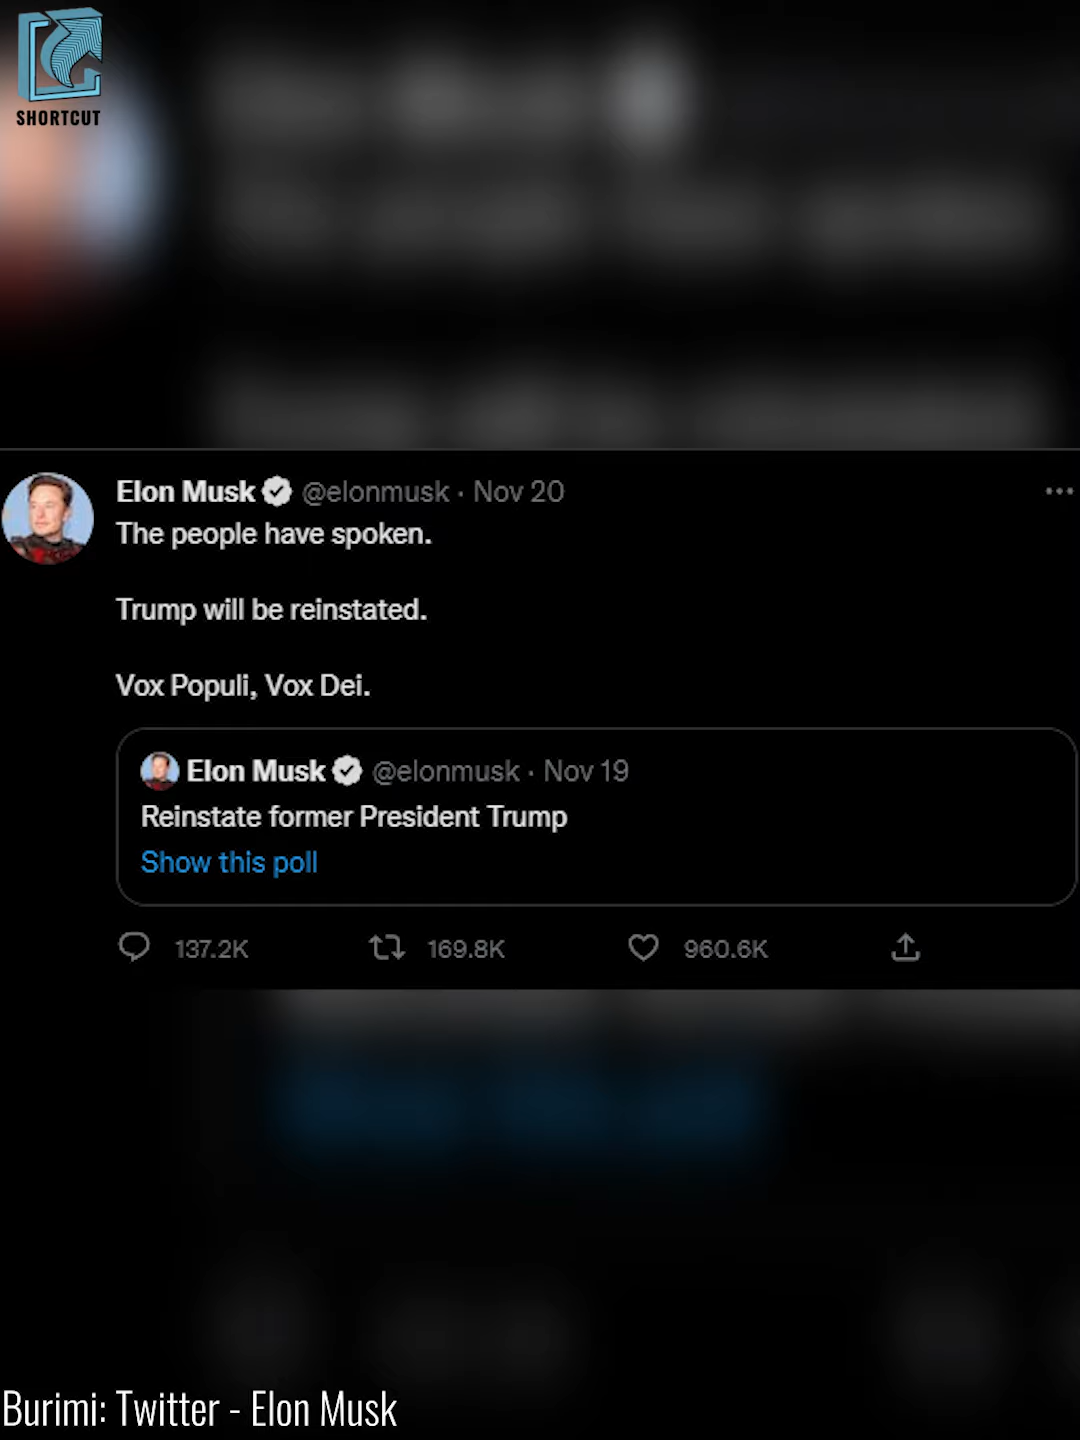 SHORTCUT
Elon Musk @elonmusk · Nov 20
The people have spoken.
Trump will be reinstated.
Vox Populi, Vox Dei.
Elon Musk @elonmusk · Nov 19
Reinstate former President Trump
Show this poll
137.2K 169.8K 960.6K
Burimi: Twitter - Elon Musk